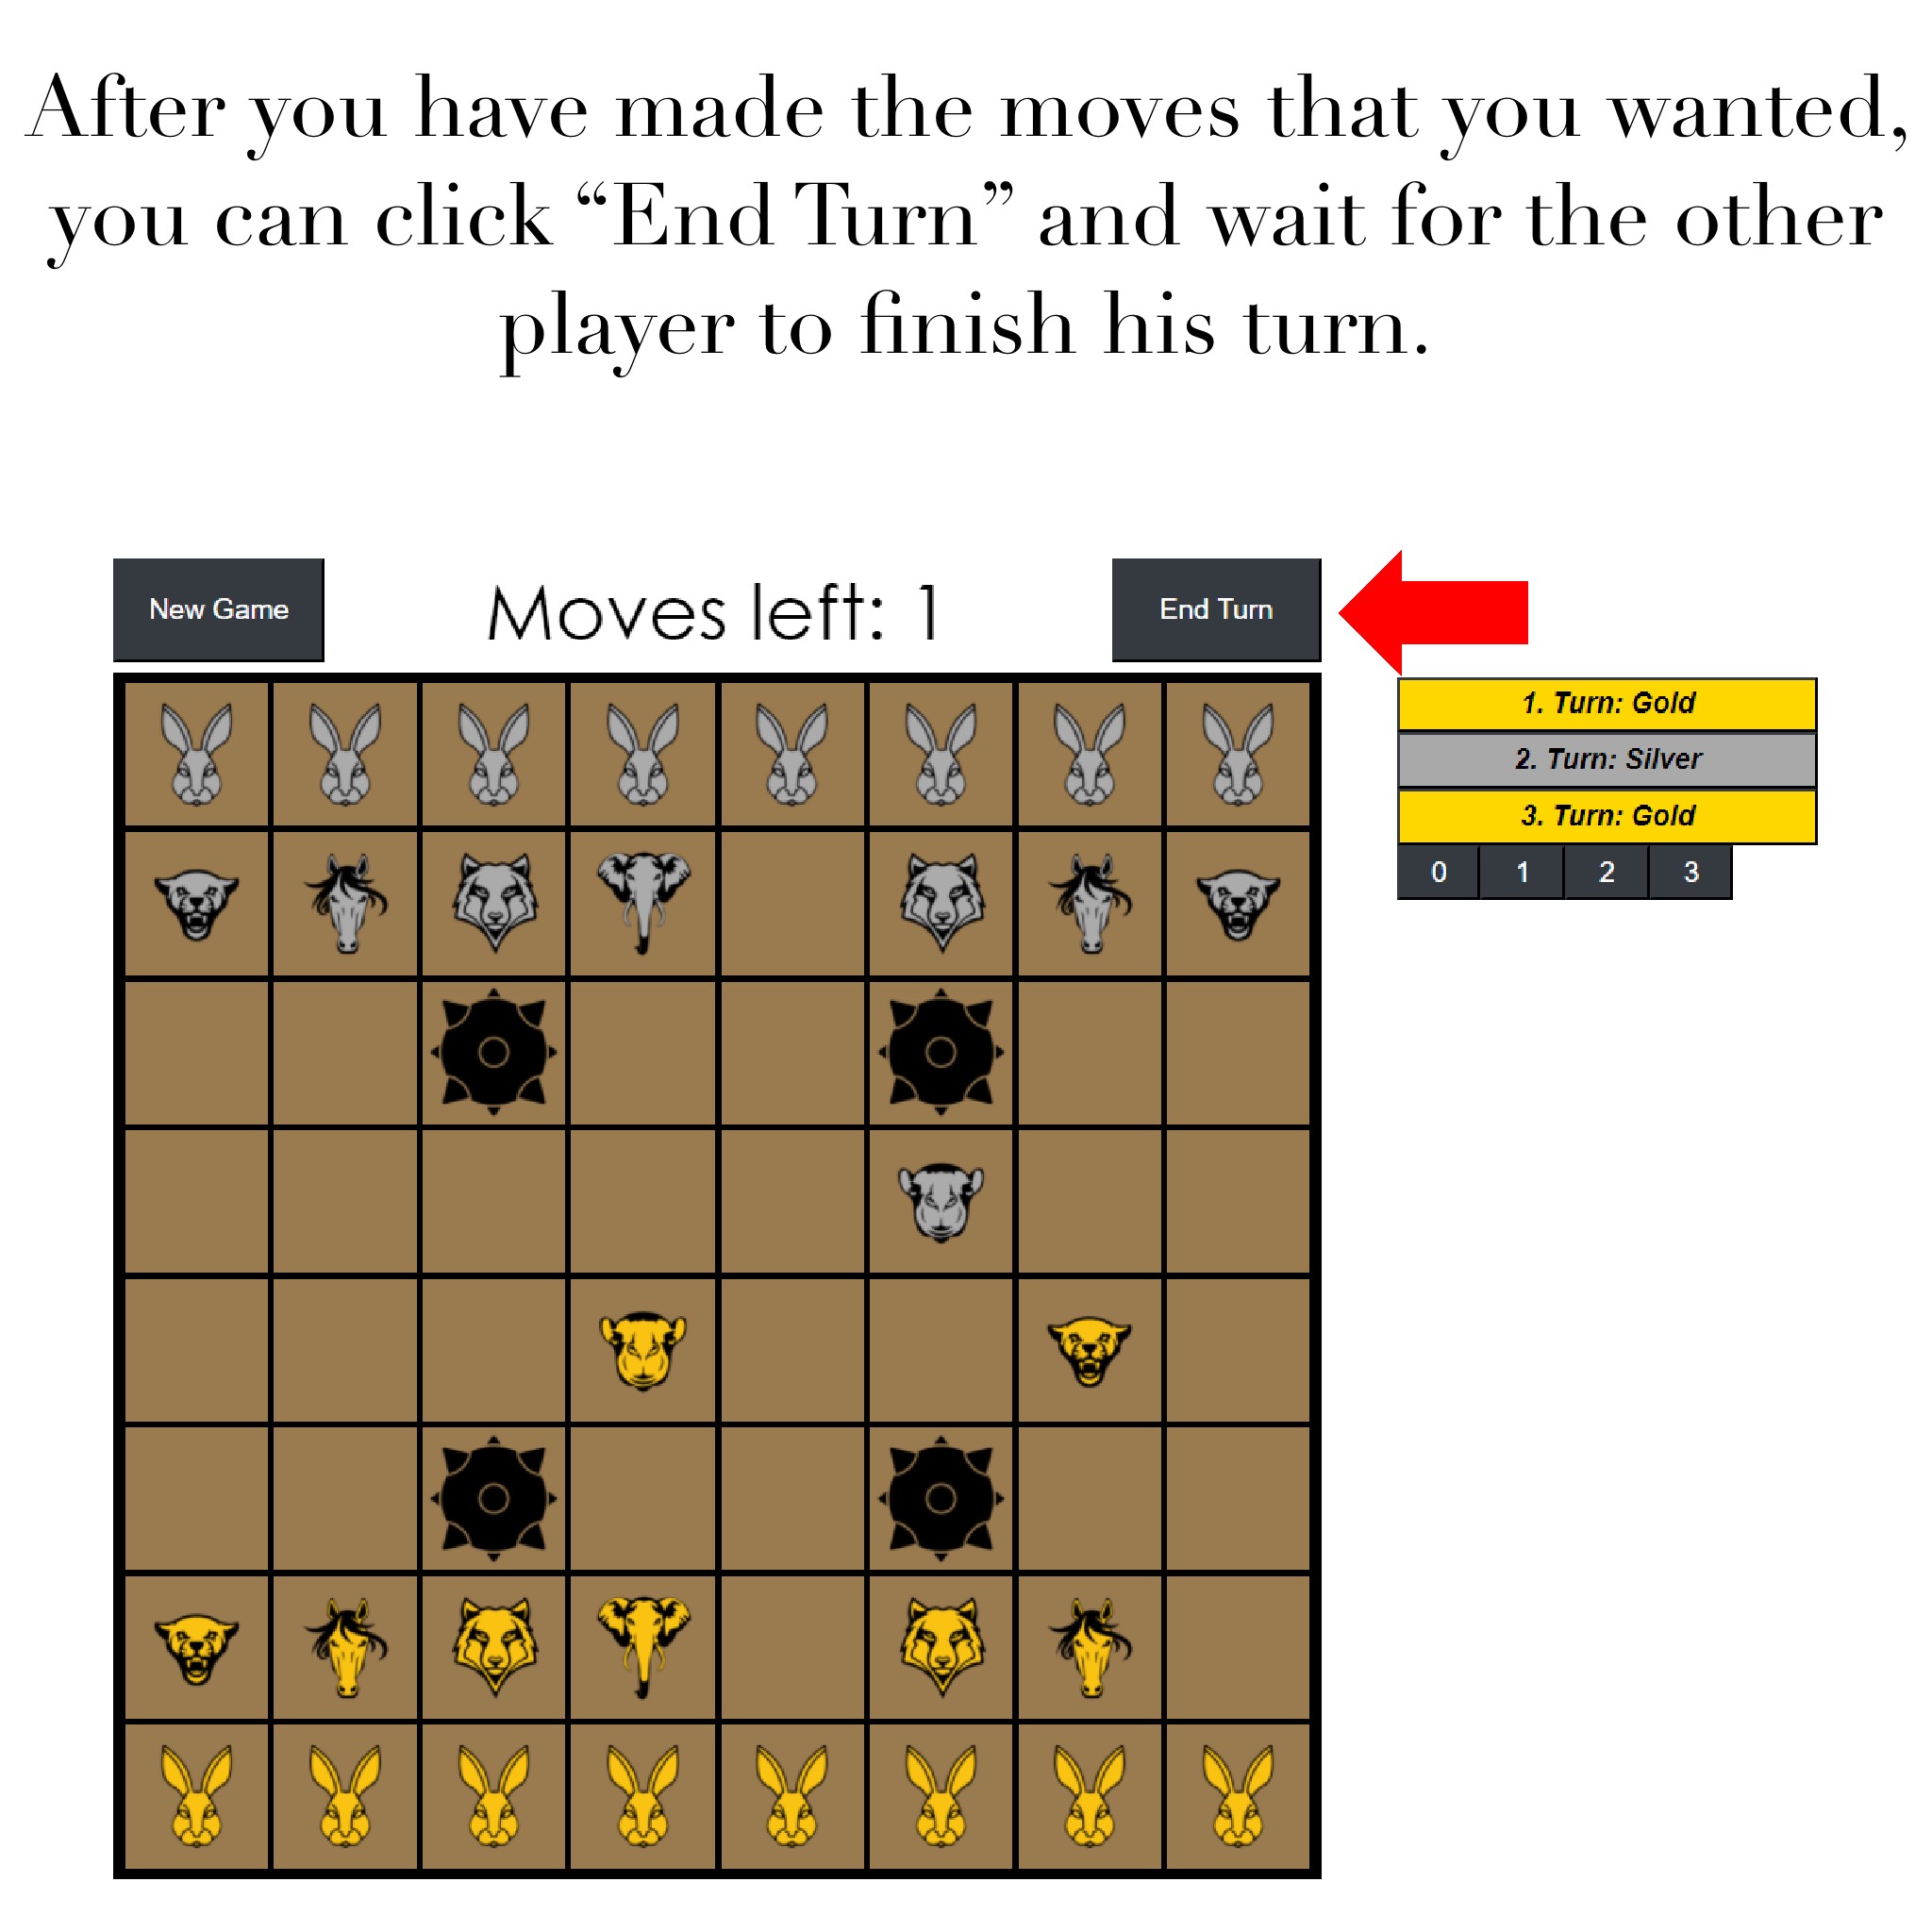 After you have made the moves that you wanted,
you can click “End Turn” and wait for the other
player to finish his turn.
New Game
Moves left: 1
End Turn
1. Turn: Gold
2. Turn: Silver
3. Turn: Gold
0 1 2 3